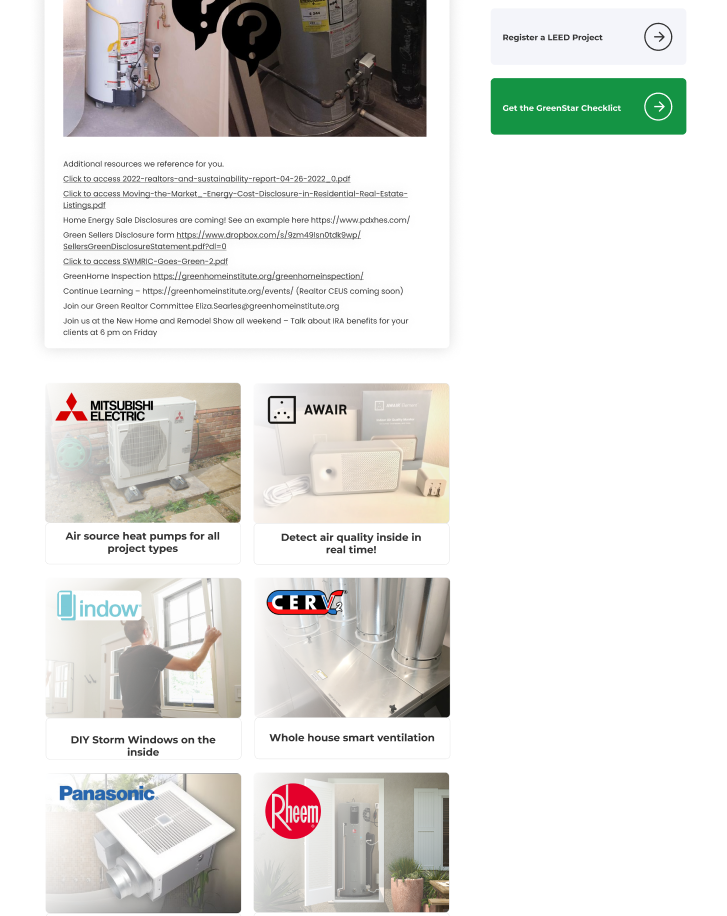 Register a LEED Project
Get the GreenStar Checklict
Additional resources we reference for you.
Click to access 2022-realtors-and-sustainability-report-04-26-2022_0.pdf
Click to access Moving-the-Market_-Energy-Cost-Disclosure-in-Residential-Real-Estate-
Listings.pdf
Home Energy Sale Disclosures are coming! See an example here https://www.pdxhes.com/
Green Sellers Disclosure form https://www.dropbox.com/s/9zm49lsn0tdk9wp/
SellersGreenDisclosureStatement.pdf?dl=0
Click to access SWMRIC-Goes-Green-2.pdf
GreenHome Inspection https://greenhomeinstitute.org/greenhomeinspection/
Continue Learning – https://greenhomeinstitute.org/events/ (Realtor CEUS coming soon)
Join our Green Realtor Committee Eliza.Searles@greenhomeinstitute.org
Join us at the New Home and Remodel Show all weekend – Talk about IRA benefits for your
clients at 6 pm on Friday
MITSUBISHI
ELECTRIC
Air source heat pumps for all
project types
AWAIR
Detect air quality inside in
real time!
indow
DIY Storm Windows on the
inside
CERV2
Whole house smart ventilation
Panasonic
Rheem